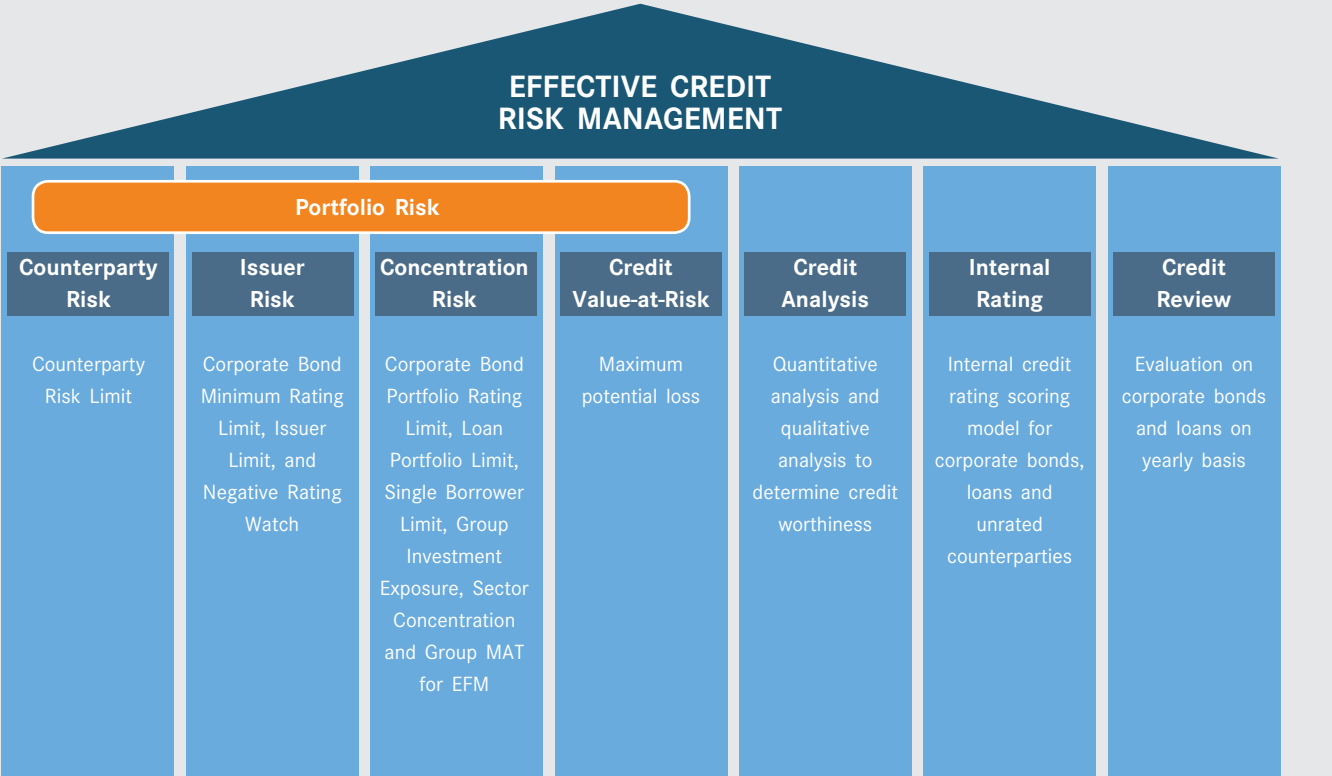 EFFECTIVE CREDIT
RISK MANAGEMENT
Portfolio Risk
Counterparty
Risk
Counterparty
Risk Limit
Issuer
Risk
Corporate Bond
Minimum Rating
Limit, Issuer
Limit, and
Negative Rating
Watch
Concentration
Risk
Corporate Bond
Portfolio Rating
Limit, Loan
Portfolio Limit,
Single Borrower
Limit, Group
Investment
Exposure, Sector
Concentration
and Group MAT
for EFM
Credit
Value-at-Risk
Maximum
potential loss
Credit
Analysis
Quantitative
analysis and
qualitative
analysis to
determine credit
worthiness
Internal
Rating
Internal credit
rating scoring
model for
corporate bonds,
loans and
unrated
counterparties
Credit
Review
Evaluation on
corporate bonds
and loans on
yearly basis